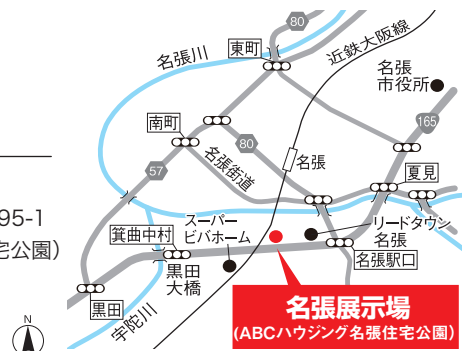 80
東町
名張川
近鉄大阪線
名張
市役所
南町
80
165
57
名張街道
名張
夏見
95-1
宅公園)
箕曲中村
スーパー
ビバホーム
リードタウン
名張
黒田
大橋
名張駅口
黒田
宇陀川
N
名張展示場
(ABCハウジング名張住宅公園)